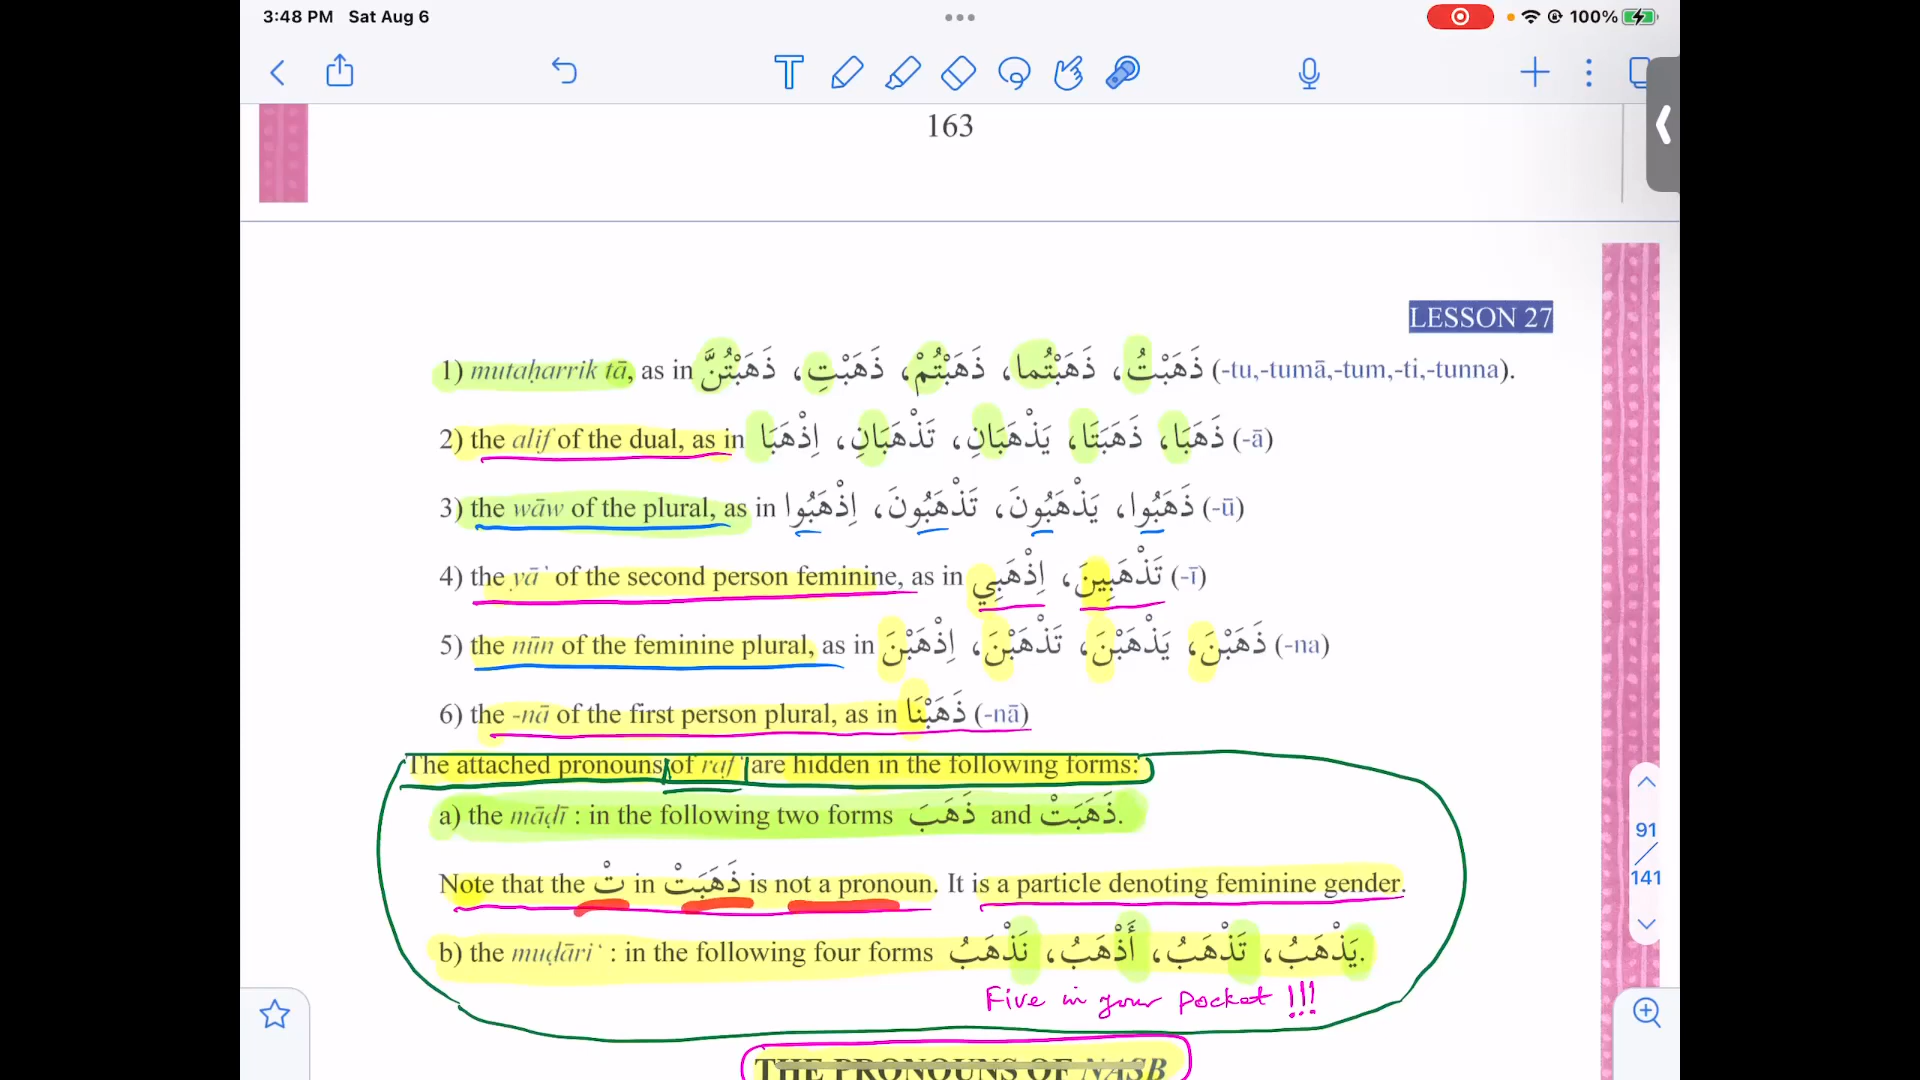 3:48 PM Sat Aug 6
100%
163
LESSON 27
1) mutaḥarrik tā, as in ذَهَبْتُ، ذَهَبْتُما، ذَهَبْتُمْ، ذَهَبْتِ، ذَهَبْتُنَّ (-tu,-tumā,-tum,-ti,-tunna).
2) the alif of the dual, as in ذَهَبَا، ذَهَبَتَا، يَذْهَبَانِ، تَذْهَبَانِ، اِذْهَبَا (-ā)
3) the wāw of the plural, as in ذَهَبُوا، يَذْهَبُونَ، تَذْهَبُونَ، اِذْهَبُوا (-ū)
4) the yā' of the second person feminine, as in تَذْهَبِينَ، اِذْهَبِي (-ī)
5) the nūn of the feminine plural, as in ذَهَبْنَ، يَذْهَبْنَ، تَذْهَبْنَ، اِذْهَبْنَ (-na)
6) the -nā of the first person plural, as in ذَهَبْنَا (-nā)
The attached pronouns of raf' are hidden in the following forms:
a) the māḍī : in the following two forms ذَهَبَ and ذَهَبَتْ.
Note that the تْ in ذَهَبَتْ is not a pronoun. It is a particle denoting feminine gender.
b) the muḍāri‘ : in the following four forms يَذْهَبُ، تَذْهَبُ، أَذْهَبُ، نَذْهَبُ.
Five in your pocket !!!
THE PRONOUNS OF NAṢB
91
141